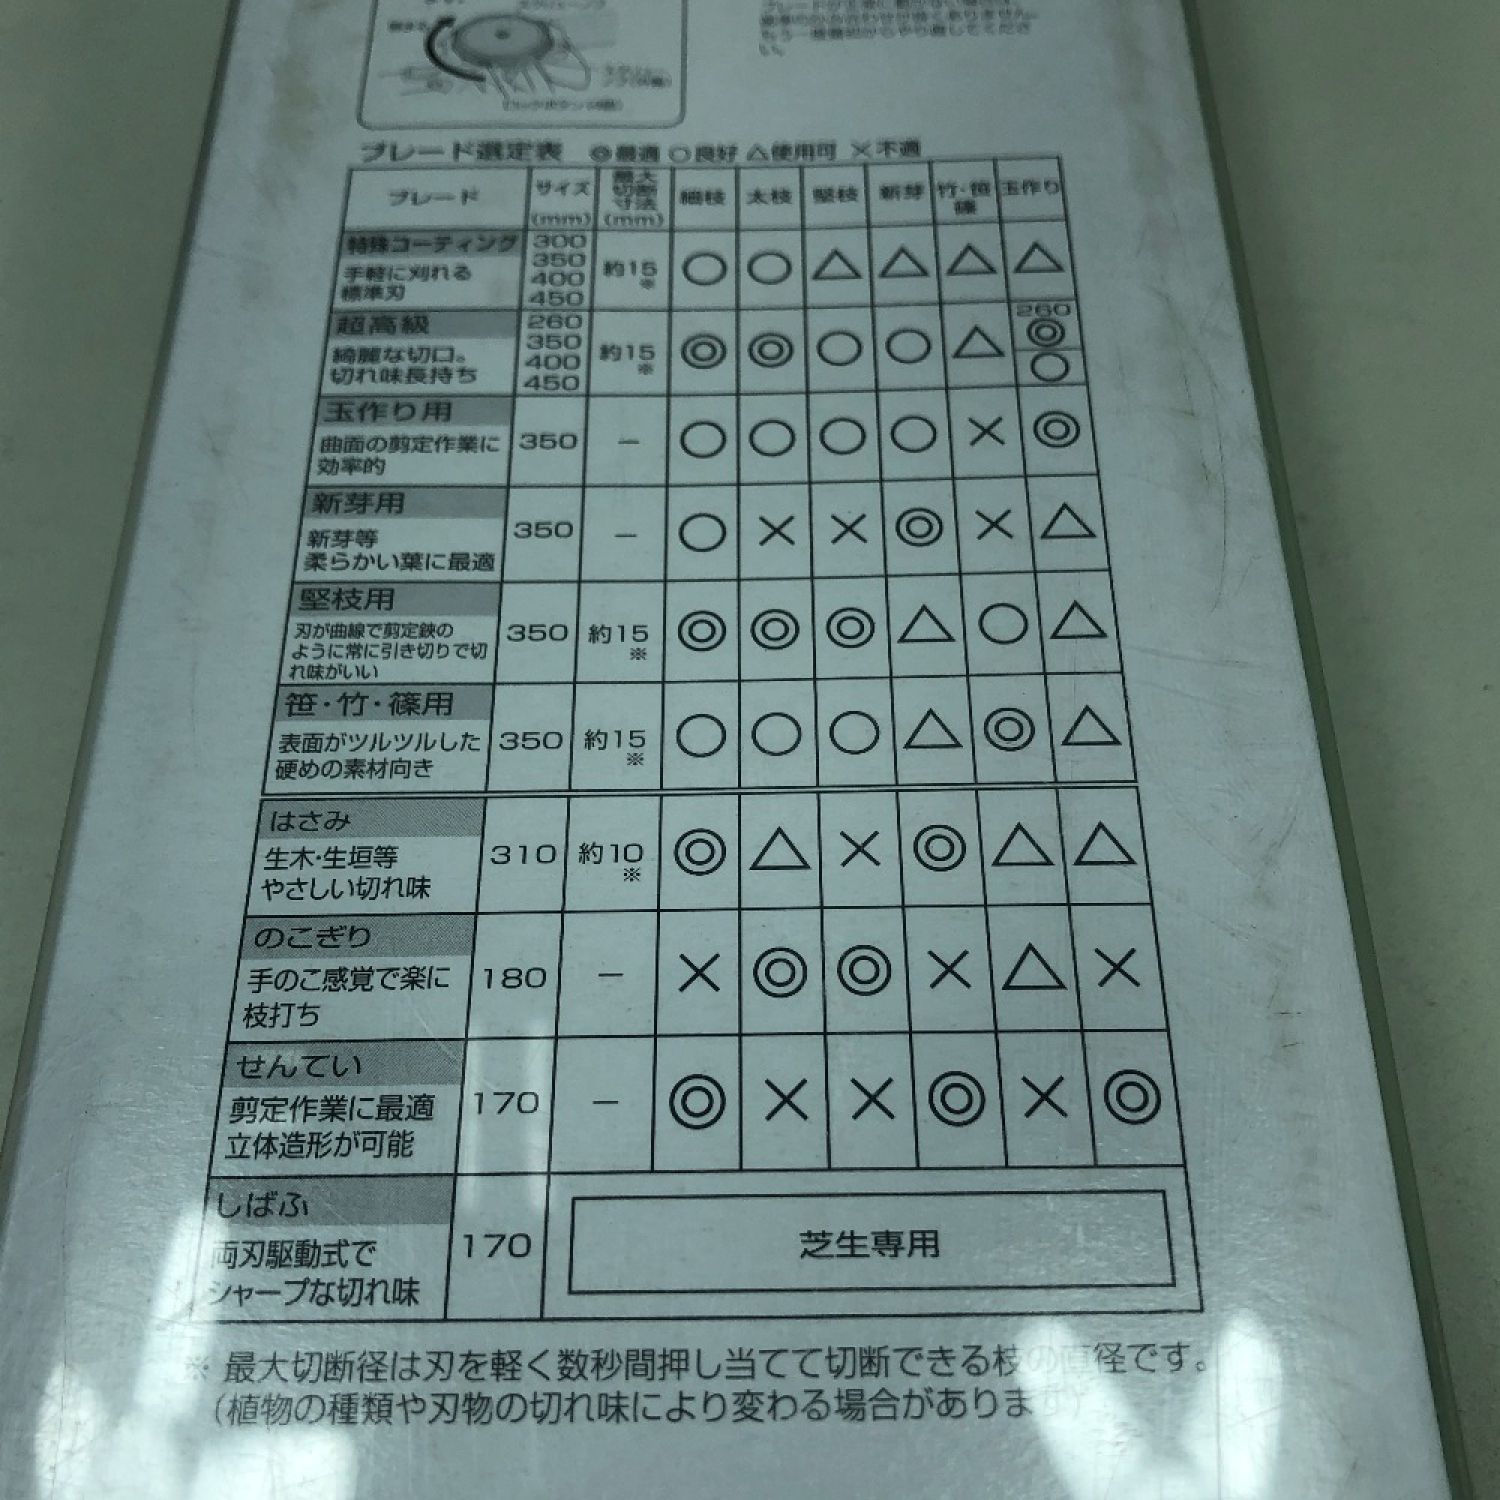 ブレード選定表 ◎最適 ○良好 △使用可 ×不適
ブレード サイズ(mm) 最大切断寸法(mm) 細枝 太枝 堅枝 新芽 竹・笹篠 玉作り
特殊コーティング
手軽に刈れる
標準刃
300
350
400
450
約15※ ○ ○ △ △ △ △
超高級
綺麗な切口。
切れ味長持ち
260
350
400
450
約15※ ◎ ◎ ○ ○ △ 260 ◎ ○
玉作り用
曲面の剪定作業に
効率的
350 − ○ ○ ○ ○ × ◎
新芽用
新芽等
柔らかい葉に最適
350 − ○ × × ◎ × △
堅枝用
刃が曲線で剪定鋏の
ように常に引き切りで切
れ味がいい
350 約15※ ◎ ◎ ◎ △ ○ △
笹・竹・篠用
表面がツルツルした
硬めの素材向き
350 約15※ ○ ○ ○ △ ◎ △
はさみ
生木・生垣等
やさしい切れ味
310 約10※ ◎ △ × ◎ △ △
のこぎり
手のこ感覚で楽に
枝打ち
180 − × ◎ ◎ × △ ×
せんてい
剪定作業に最適
立体造形が可能
170 − ◎ × × ◎ × ◎
しばふ
両刃駆動式で
シャープな切れ味
170 芝生専用
※ 最大切断径は刃を軽く数秒間押し当てて切断できる枝の直径です。
(植物の種類や刃物の切れ味により変わる場合があります)